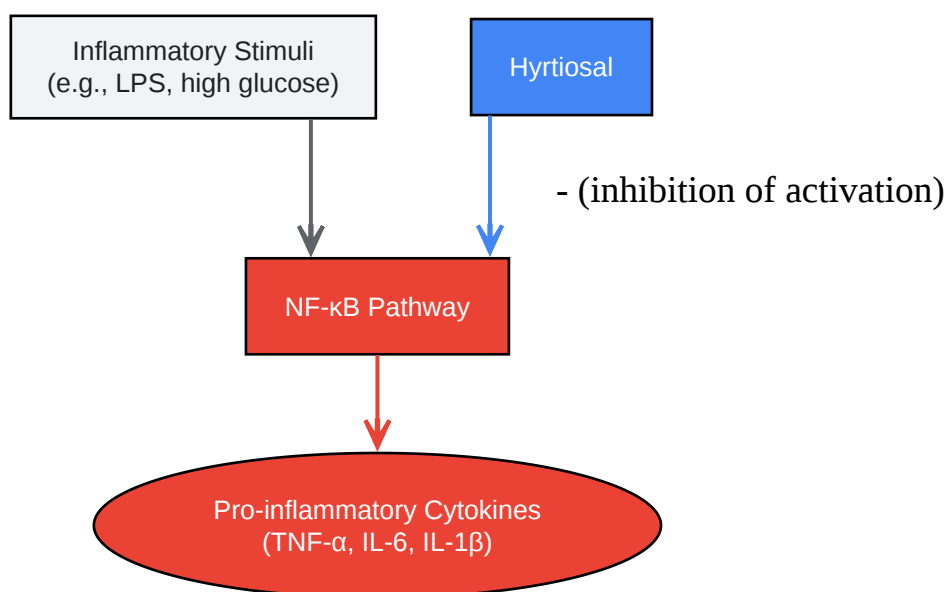 Inflammatory Stimuli
(e.g., LPS, high glucose)
Hyrtiosal
- (inhibition of activation)
NF-κB Pathway
Pro-inflammatory Cytokines
(TNF-α, IL-6, IL-1β)